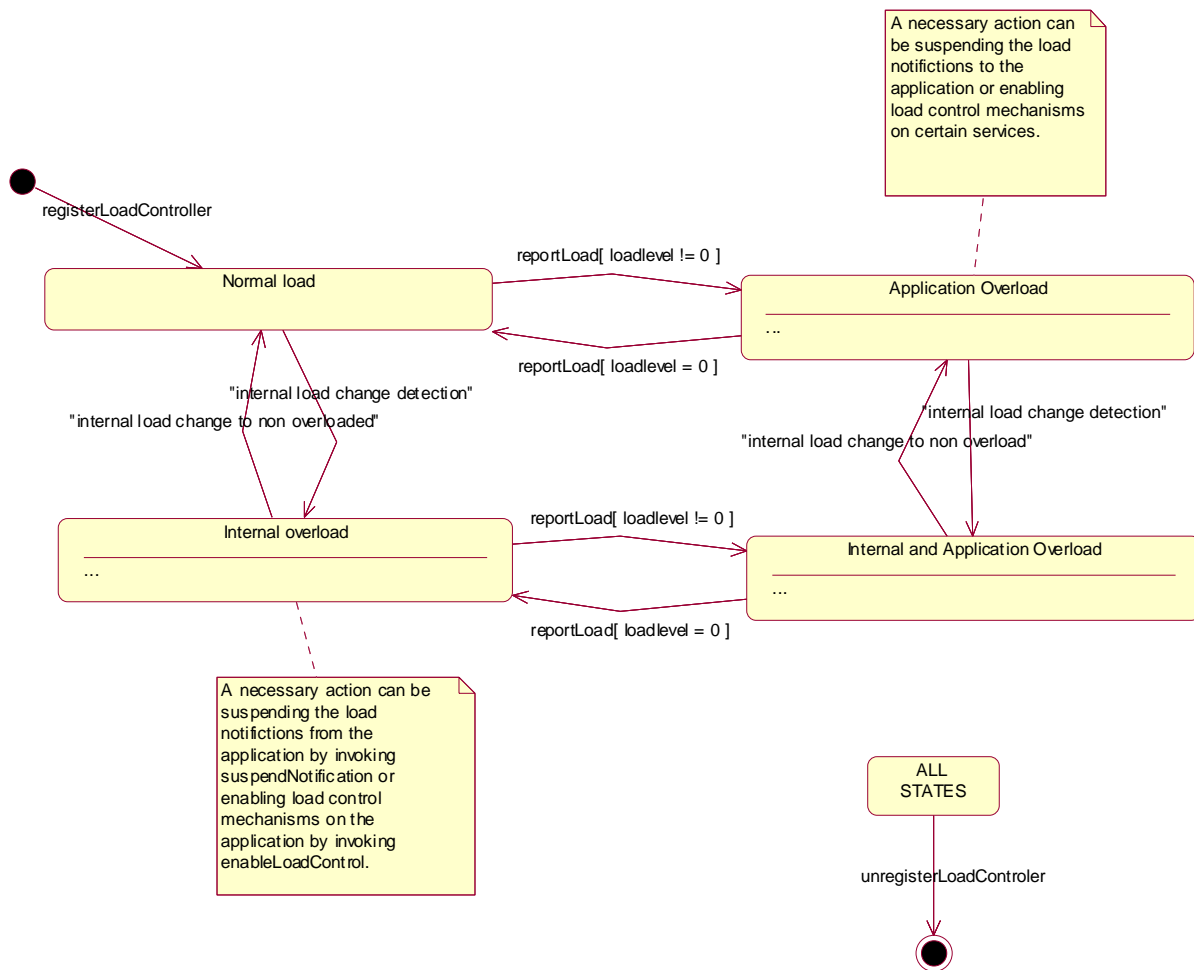 A necessary action can
be suspending the load
notifictions to the
application or enabling
load control mechanisms
on certain services.
registerLoadController
reportLoad[ loadlevel != 0 ]
Normal load
Application Overload
...
reportLoad[ loadlevel = 0 ]
"internal load change detection"
"internal load change to non overloaded"
"internal load change detection"
"internal load change to non overload"
reportLoad[ loadlevel != 0 ]
Internal overload
...
Internal and Application Overload
...
reportLoad[ loadlevel = 0 ]
A necessary action can be
suspending the load
notifictions from the
application by invoking
suspendNotification or
enabling load control
mechanisms on the
application by invoking
enableLoadControl.
ALL
STATES
unregisterLoadControler